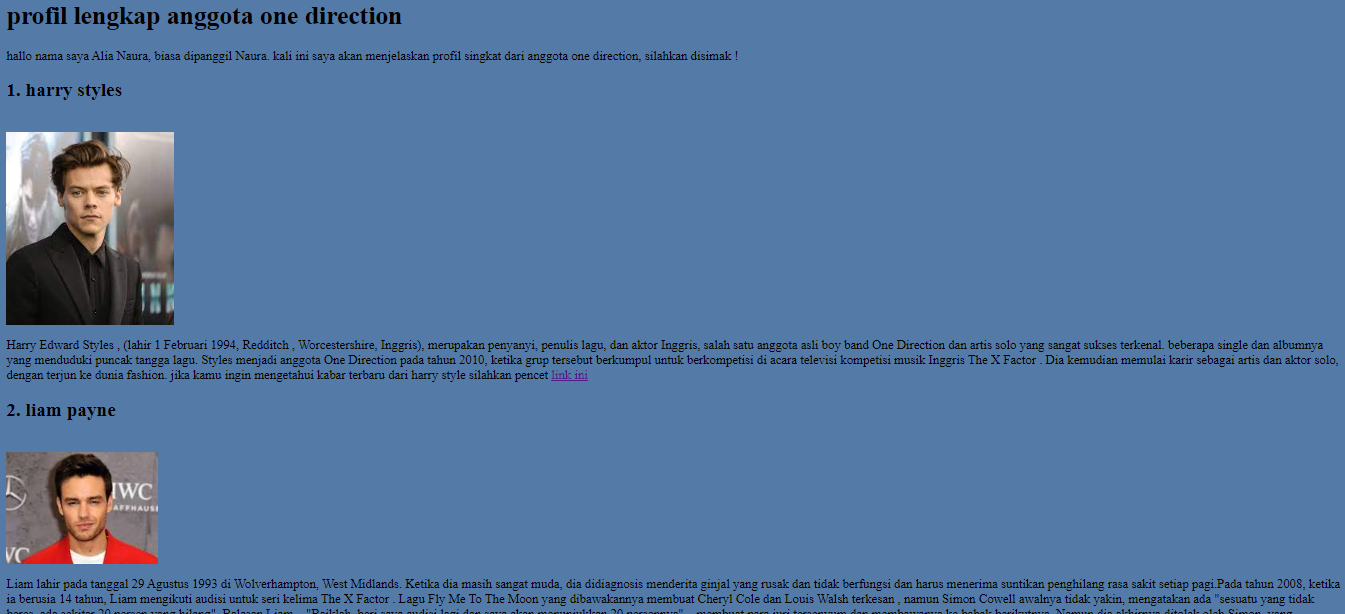 profil lengkap anggota one direction
hallo nama saya Alia Naura, biasa dipanggil Naura. kali ini saya akan menjelaskan profil singkat dari anggota one direction, silahkan disimak !
1. harry styles
Harry Edward Styles , (lahir 1 Februari 1994, Redditch , Worcestershire, Inggris), merupakan penyanyi, penulis lagu, dan aktor Inggris, salah satu anggota asli boy band One Direction dan artis solo yang sangat sukses terkenal. beberapa single dan albumnya
yang menduduki puncak tangga lagu. Styles menjadi anggota One Direction pada tahun 2010, ketika grup tersebut berkumpul untuk berkompetisi di acara televisi kompetisi musik Inggris The X Factor . Dia kemudian memulai karir sebagai artis dan aktor solo,
dengan terjun ke dunia fashion. jika kamu ingin mengetahui kabar terbaru dari harry style silahkan pencet link ini
2. liam payne
IWC
AFFHAUS
WC
Liam lahir pada tanggal 29 Agustus 1993 di Wolverhampton, West Midlands. Ketika dia masih sangat muda, dia didiagnosis menderita ginjal yang rusak dan tidak berfungsi dan harus menerima suntikan penghilang rasa sakit setiap pagi.Pada tahun 2008, ketika
ia berusia 14 tahun, Liam mengikuti audisi untuk seri kelima The X Factor . Lagu Fly Me To The Moon yang dibawakannya membuat Cheryl Cole dan Louis Walsh terkesan , namun Simon Cowell awalnya tidak yakin, mengatakan ada "sesuatu yang tidak